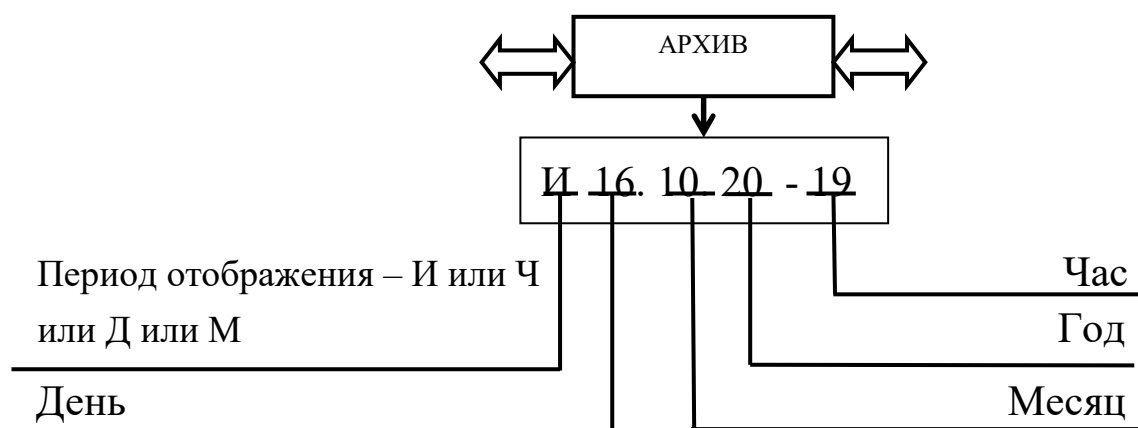 АРХИВ
И 16. 10. 20 - 19
Период отображения – И или Ч
или Д или М
Час
Год
День
Месяц